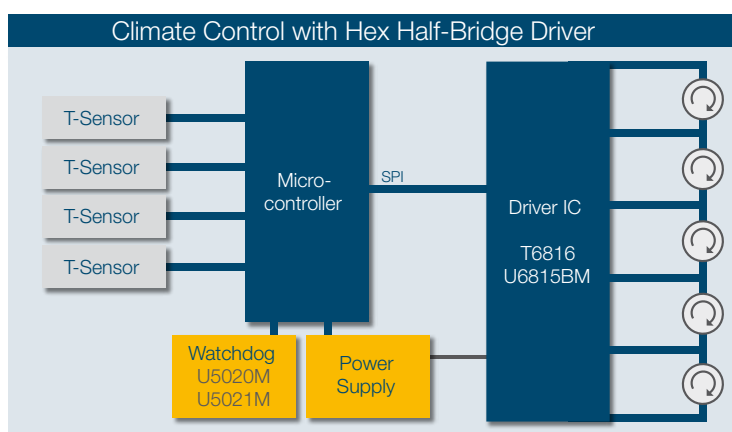 Climate Control with Hex Half-Bridge Driver
T-Sensor
T-Sensor
T-Sensor
T-Sensor
Micro-
controller
SPI
Driver IC
T6816
U6815BM
Watchdog
U5020M
U5021M
Power
Supply